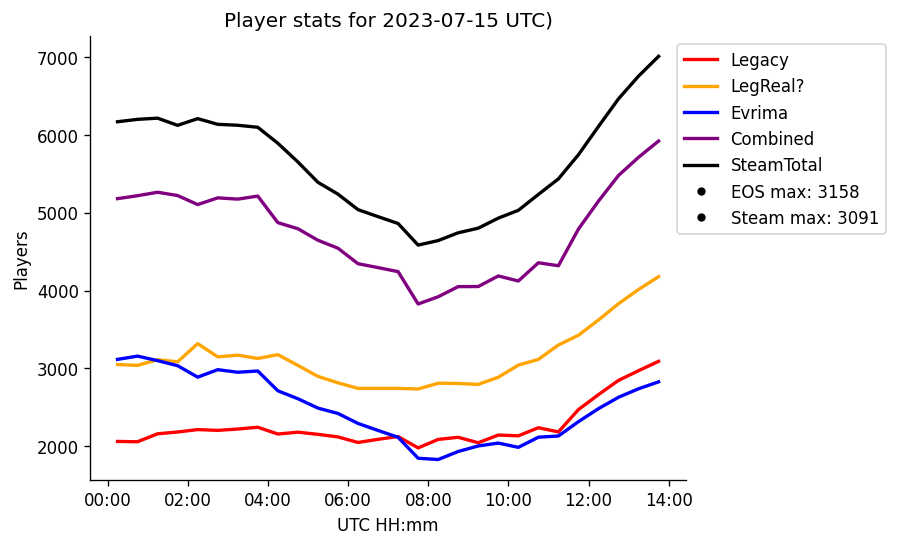 Player stats for 2023-07-15 UTC)
7000
6000
5000
4000
3000
2000
Players
00:00 02:00 04:00 06:00 08:00 10:00 12:00 14:00
UTC HH:mm
Legacy
LegReal?
Evrima
Combined
SteamTotal
EOS max: 3158
Steam max: 3091